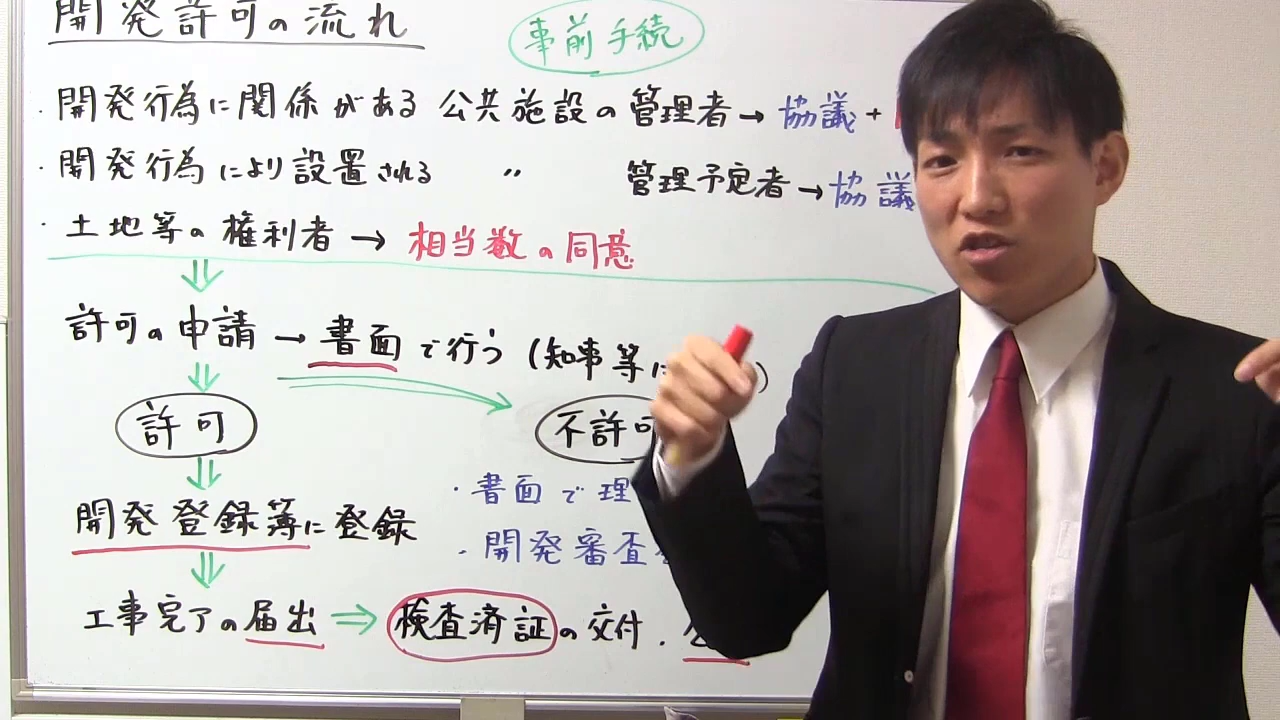 開発許可の流れ
事前手続
・開発行為に関係がある 公共施設の管理者→協議+
・開発行為により設置される 〃 管理予定者→協議
・土地等の権利者→相当数の同意
許可の申請→書面で行う(知事等に )
許可
不許可
・書面で理
・開発審査
開発登録簿に登録
工事完了の届出⇒検査済証の交付.